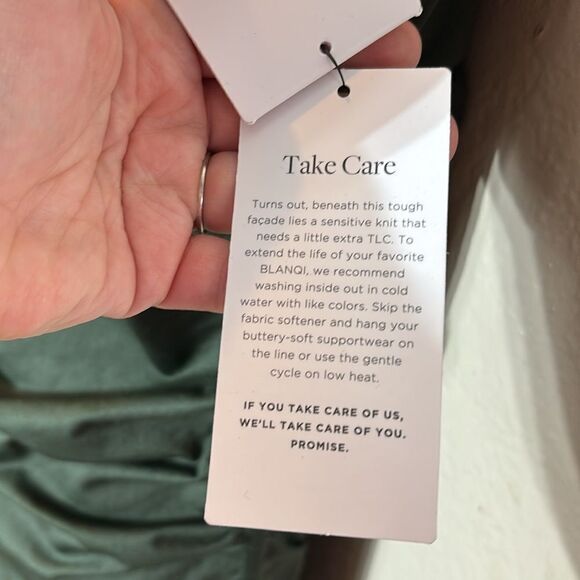 Take Care
Turns out, beneath this tough
façade lies a sensitive knit that
needs a little extra TLC. To
extend the life of your favorite
BLANQI, we recommend
washing inside out in cold
water with like colors. Skip the
fabric softener and hang your
buttery-soft supportwear on
the line or use the gentle
cycle on low heat.
IF YOU TAKE CARE OF US,
WE'LL TAKE CARE OF YOU.
PROMISE.